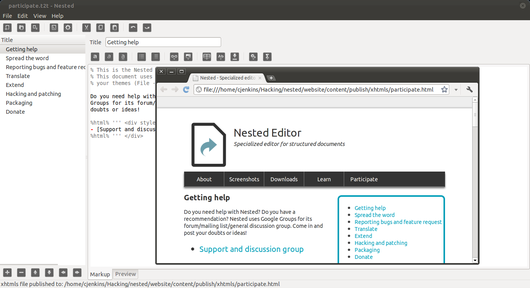 participate.t2t - Nested
File Edit View Help
Title
Getting help
Spread the word
Reporting bugs and feature req
Translate
Extend
Hacking and patching
Packaging
Donate
Title Getting help
% This is the Nested
% This document uses
% your themes (File -
Do you need help with
Groups for its forum/
doubts or ideas!
%html% ''' <div style
- [Support and discus
%html% ''' </div>
Markup Preview
xhtmls file published to: /home/cjenkins/Hacking/nested/website/content/publish/xhtmls/participate.html
Nested - Specialized edit
file:///home/cjenkins/Hacking/nested/website/content/publish/xhtmls/participate.html
Nested Editor
Specialized editor for structured documents
About Screenshots Downloads Learn Participate
Getting help
Do you need help with Nested? Do you have a
recommendation? Nested uses Google Groups for its
forum/mailing list/general discussion group. Come in and
post your doubts or ideas!
Support and discussion group
Getting help
Spread the word
Reporting bugs and feature request
Translate
Extend
Hacking and patching
Packaging
Donate